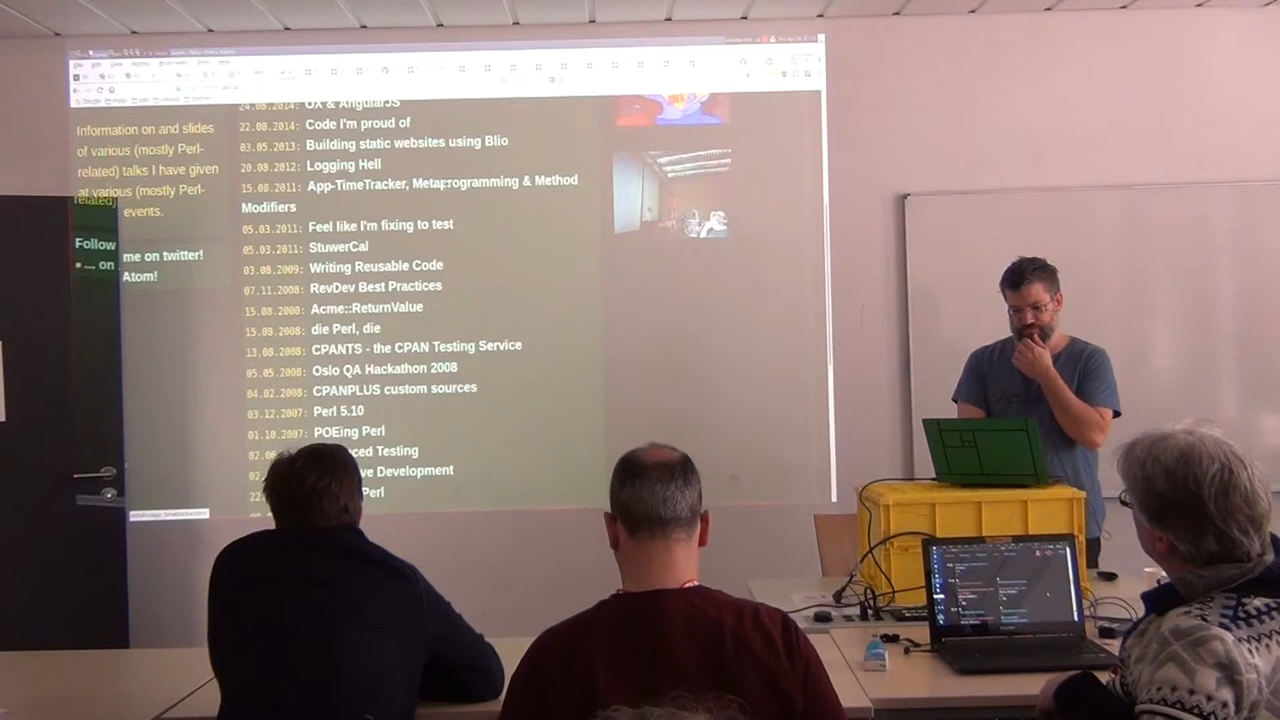 Information on and slides
of various (mostly Perl-
related) talks I have given
at various (mostly Perl-
related)
events.
Follow me on twitter!
... on Atom!
24.08.2014: OX & AngularJS
22.08.2014: Code I'm proud of
03.05.2013: Building static websites using Blio
20.08.2012: Logging Hell
15.08.2011: App-TimeTracker, Metaprogramming & Method
Modifiers
05.03.2011: Feel like I'm fixing to test
05.03.2011: StuwerCal
03.08.2009: Writing Reusable Code
07.11.2008: RevDev Best Practices
15.08.2008: Acme::ReturnValue
15.08.2008: die Perl, die
13.08.2008: CPANTS - the CPAN Testing Service
05.05.2008: Oslo QA Hackathon 2008
04.02.2008: CPANPLUS custom sources
03.12.2007: Perl 5.10
01.10.2007: POEing Perl
Testing
Development
Perl